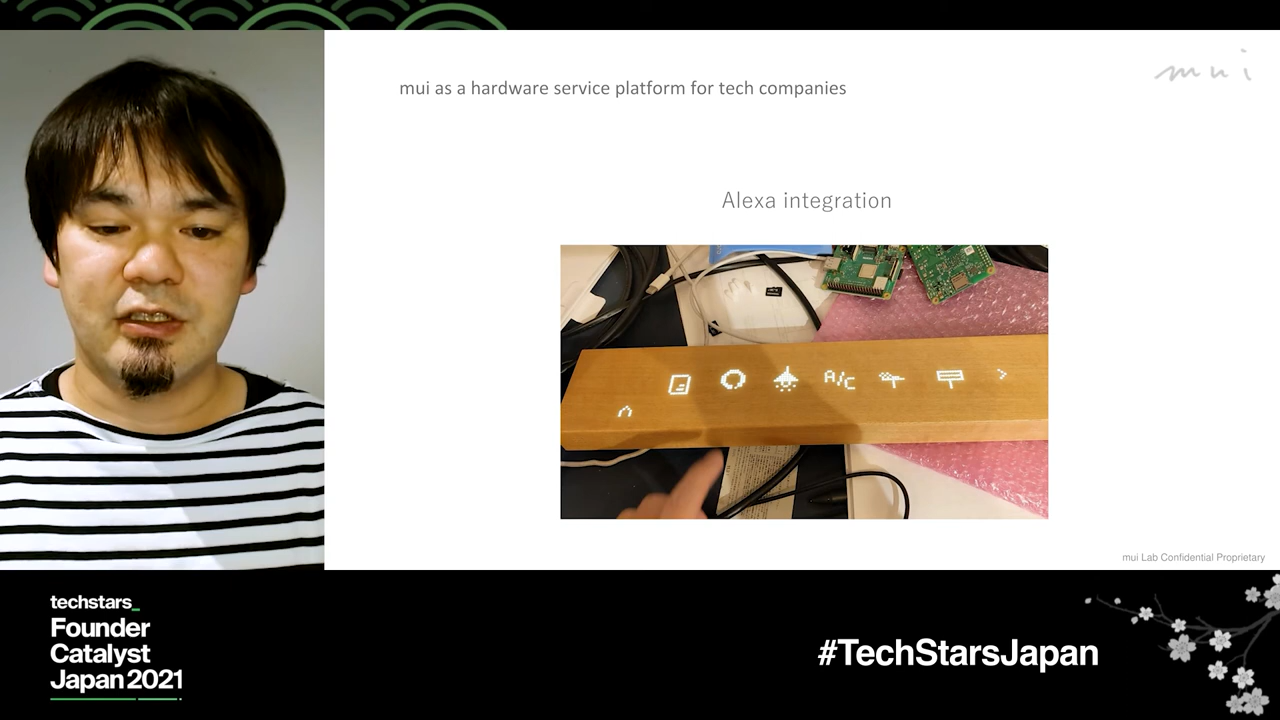 mui as a hardware service platform for tech companies
mui
Alexa integration
A/C
mui Lab Confidential Proprietary
techstars_
Founder
Catalyst
Japan 2021
#TechStarsJapan